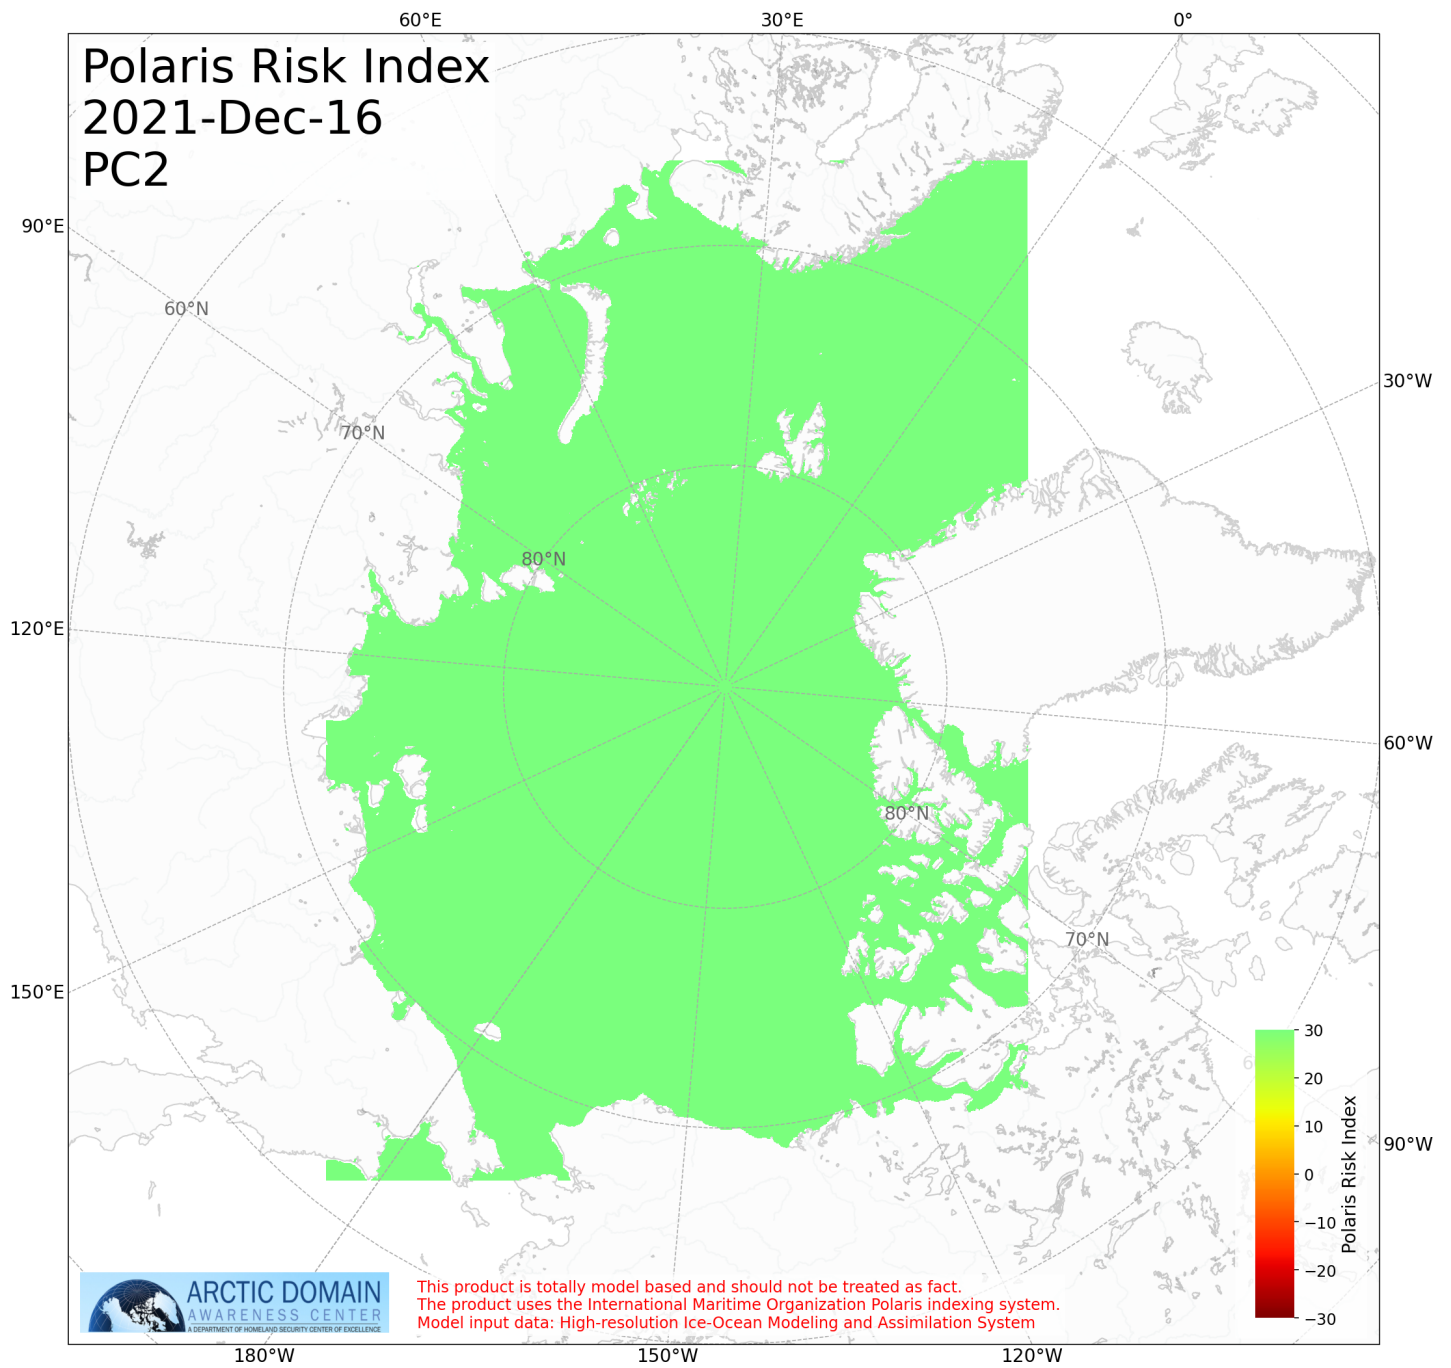 60°E 30°E 0°
Polaris Risk Index
2021-Dec-16
PC2
90°E
60°N
30°W
70°N
80°N
120°E
60°W
80°N
70°N
150°E
30
20
10
0
−10
−20
−30
Polaris Risk Index
90°W
ARCTIC DOMAIN
AWARENESS CENTER
A DEPARTMENT OF HOMELAND SECURITY CENTER OF EXCELLENCE
This product is totally model based and should not be treated as fact.
The product uses the International Maritime Organization Polaris indexing system.
Model input data: High-resolution Ice-Ocean Modeling and Assimilation System
180°W 150°W 120°W